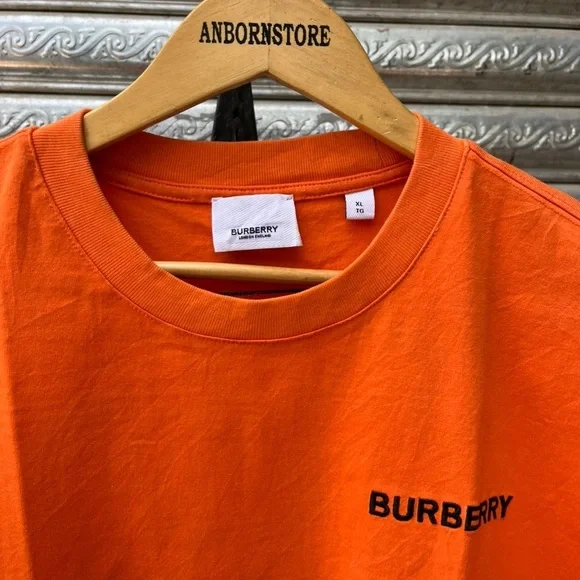 ANBORNSTORE
BURBERRY
LONDON ENGLAND
XL
TG
BURBERRY